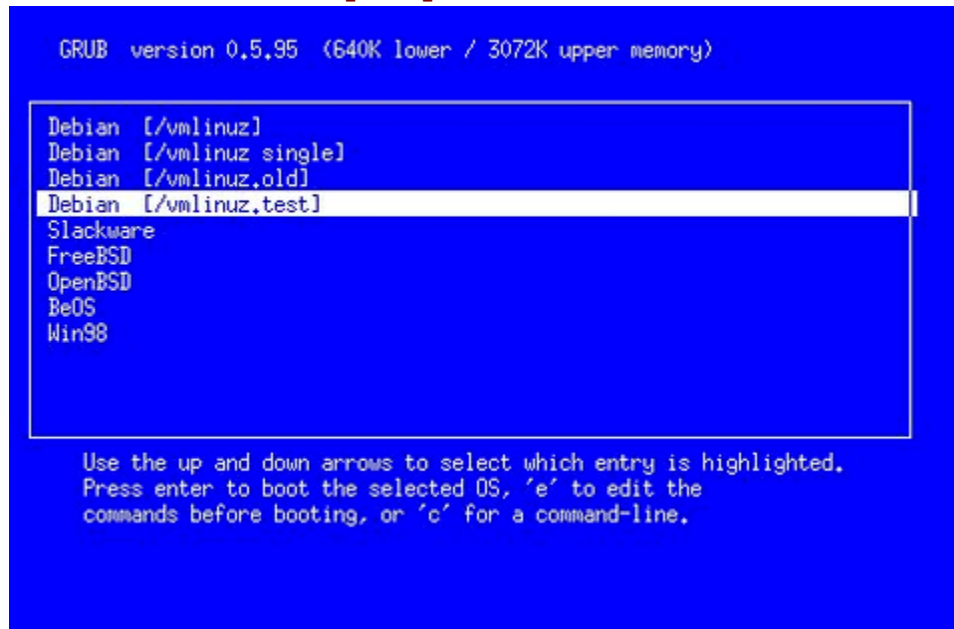 GRUB version 0.5.95 (640K lower / 3072K upper memory)
Debian [/vmlinuz]
Debian [/vmlinuz single]
Debian [/vmlinuz.old]
Debian [/vmlinuz.test]
Slackware
FreeBSD
OpenBSD
BeOS
Win98
Use the up and down arrows to select which entry is highlighted.
Press enter to boot the selected OS, 'e' to edit the
commands before booting, or 'c' for a command-line.